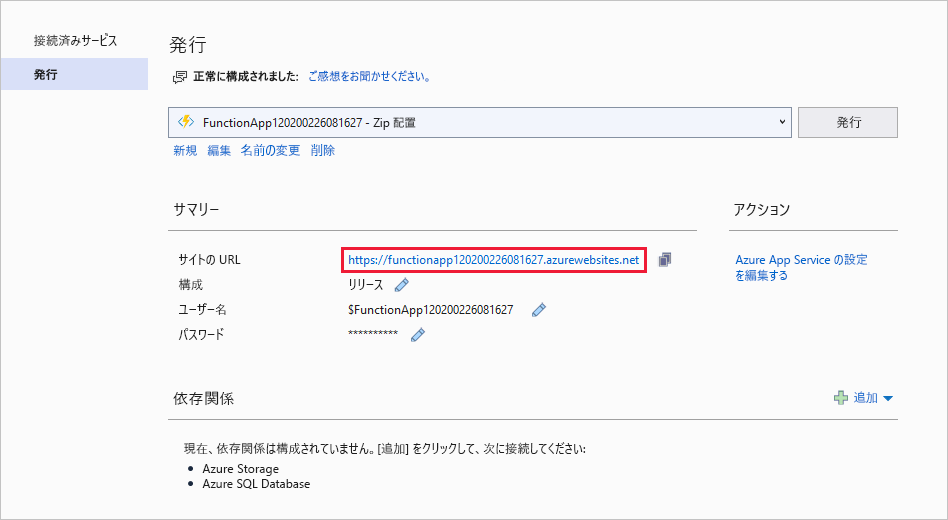 接続済みサービス
発行
発行
正常に構成されました: ご感想をお聞かせください。
FunctionApp120200226081627 - Zip 配置
発行
新規 編集 名前の変更 削除
サマリー
アクション
サイトの URL https://functionapp120200226081627.azurewebsites.net
Azure App Service の設定
を編集する
構成 リリース
ユーザー名 $FunctionApp120200226081627
パスワード **********
依存関係
追加
現在、依存関係は構成されていません。[追加] をクリックして、次に接続してください:
• Azure Storage
• Azure SQL Database